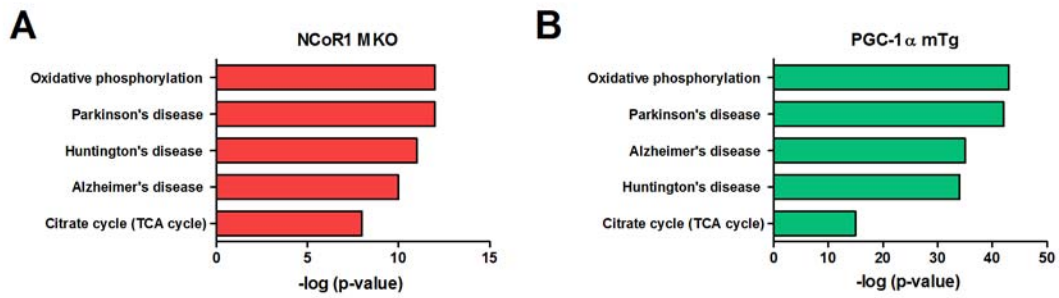 A
NCoR1 MKO
Oxidative phosphorylation
Parkinson's disease
Huntington's disease
Alzheimer's disease
Citrate cycle (TCA cycle)
0 5 10 15
-log (p-value)
B
PGC-1α mTg
Oxidative phosphorylation
Parkinson's disease
Alzheimer's disease
Huntington's disease
Citrate cycle (TCA cycle)
0 10 20 30 40 50
-log (p-value)